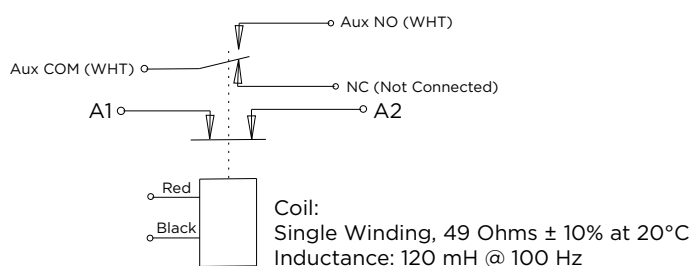 Aux NO (WHT)
Aux COM (WHT)
NC (Not Connected)
A1
A2
Red
Black
Coil:
Single Winding, 49 Ohms ± 10% at 20°C
Inductance: 120 mH @ 100 Hz